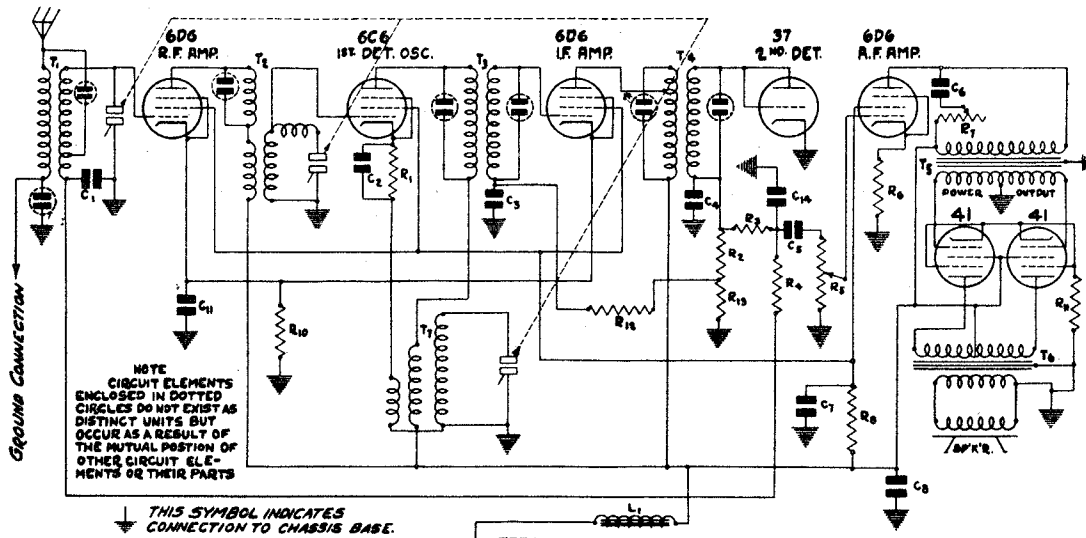 6D6
R.F. AMP.
6C6
1ST. DET. OSC.
6D6
I.F. AMP.
37
2ND. DET.
6D6
A.F. AMP.
T1
T2
T3
T4
C6
R7
T5
POWER OUTPUT
C1
C2
R1
C3
C4
C14
R3
C5
R2
R4
R5
R6
41
41
R13
R11
C11
R10
R12
T7
T6
C7
R8
SP'K'R.
C8
L1
GROUND CONNECTION
NOTE
CIRCUIT ELEMENTS
ENCLOSED IN DOTTED
CIRCLES DO NOT EXIST AS
DISTINCT UNITS BUT
OCCUR AS A RESULT OF
THE MUTUAL POSTION OF
OTHER CIRCUIT ELE-
MENTS OR THEIR PARTS
THIS SYMBOL INDICATES
CONNECTION TO CHASSIS BASE.